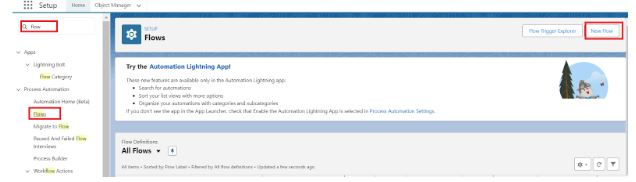 Setup Home Object Manager
Flow
Apps
Lightning Bolt
Flow Category
Process Automation
Automation Home (Beta)
Flows
Migrate to Flow
Paused And Failed Flow
Interviews
Process Builder
Workflow Actions
SETUP
Flows
Flow Trigger Explorer
New Flow
Try the Automation Lightning App!
These new features are available only in the Automation Lightning app:
• Search for automations
• Sort your list views with more options
• Organize your automations with categories and subcategories
If you don't see the app in the App Launcher, check that Enable the Automation Lightning App is selected in Process Automation Settings.
Flow Definitions
All Flows
All items • Sorted by Flow Label • Filtered by All flow definitions • Updated a few seconds ago